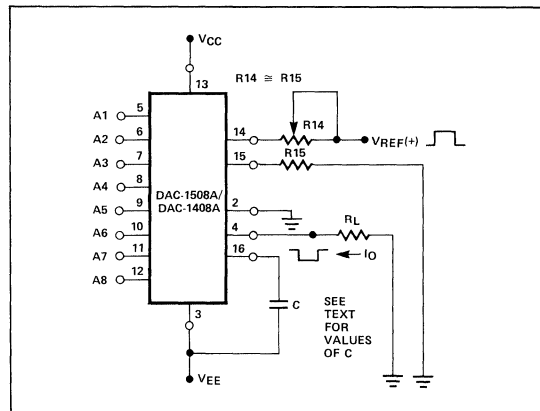 VCC
13
R14 ≅ R15
A1 5
A2 6
A3 7
A4 8
A5 9
A6 10
A7 11
A8 12
DAC-1508A/
DAC-1408A
14
R14
VREF(+)
15
R15
2
4
RL
16
IO
C
SEE
TEXT
FOR
VALUES
OF C
3
VEE